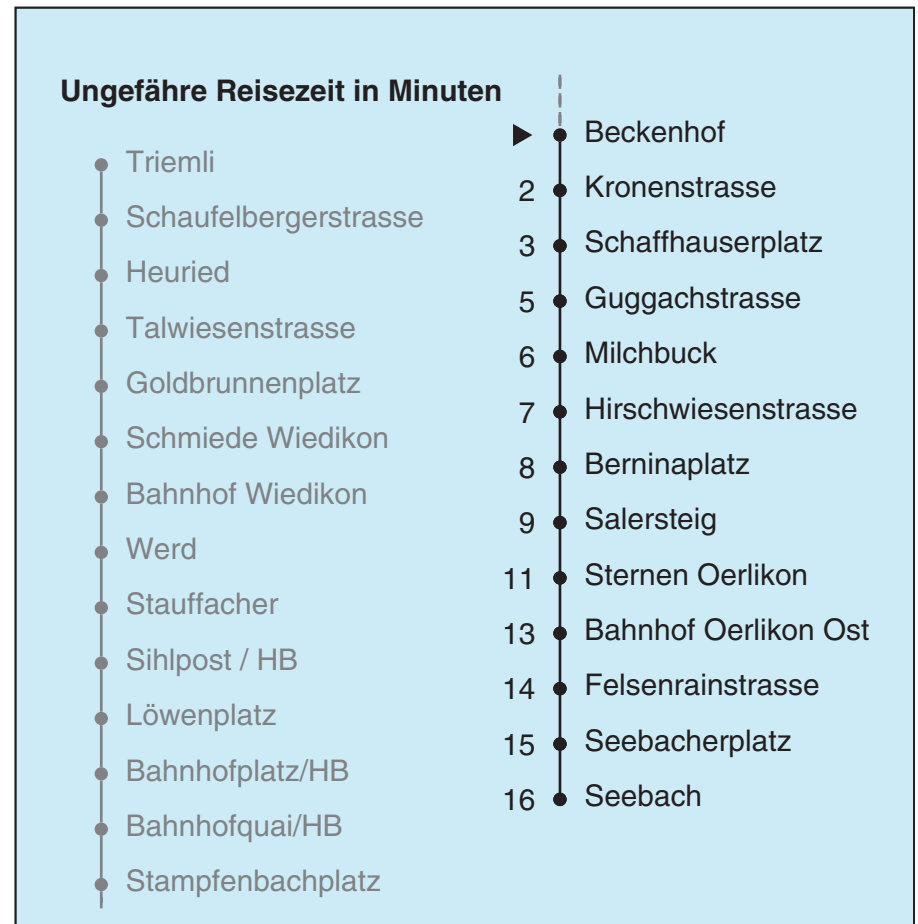 Ungefähre Reisezeit in Minuten
Triemli
Schaufelbergerstrasse
Heuried
Talwiesenstrasse
Goldbrunnenplatz
Schmiede Wiedikon
Bahnhof Wiedikon
Werd
Stauffacher
Sihlpost / HB
Löwenplatz
Bahnhofplatz/HB
Bahnhofquai/HB
Stampfenbachplatz
Beckenhof
2 Kronenstrasse
3 Schaffhauserplatz
5 Guggachstrasse
6 Milchbuck
7 Hirschwiesenstrasse
8 Berninaplatz
9 Salersteig
11 Sternen Oerlikon
13 Bahnhof Oerlikon Ost
14 Felsenrainstrasse
15 Seebacherplatz
16 Seebach